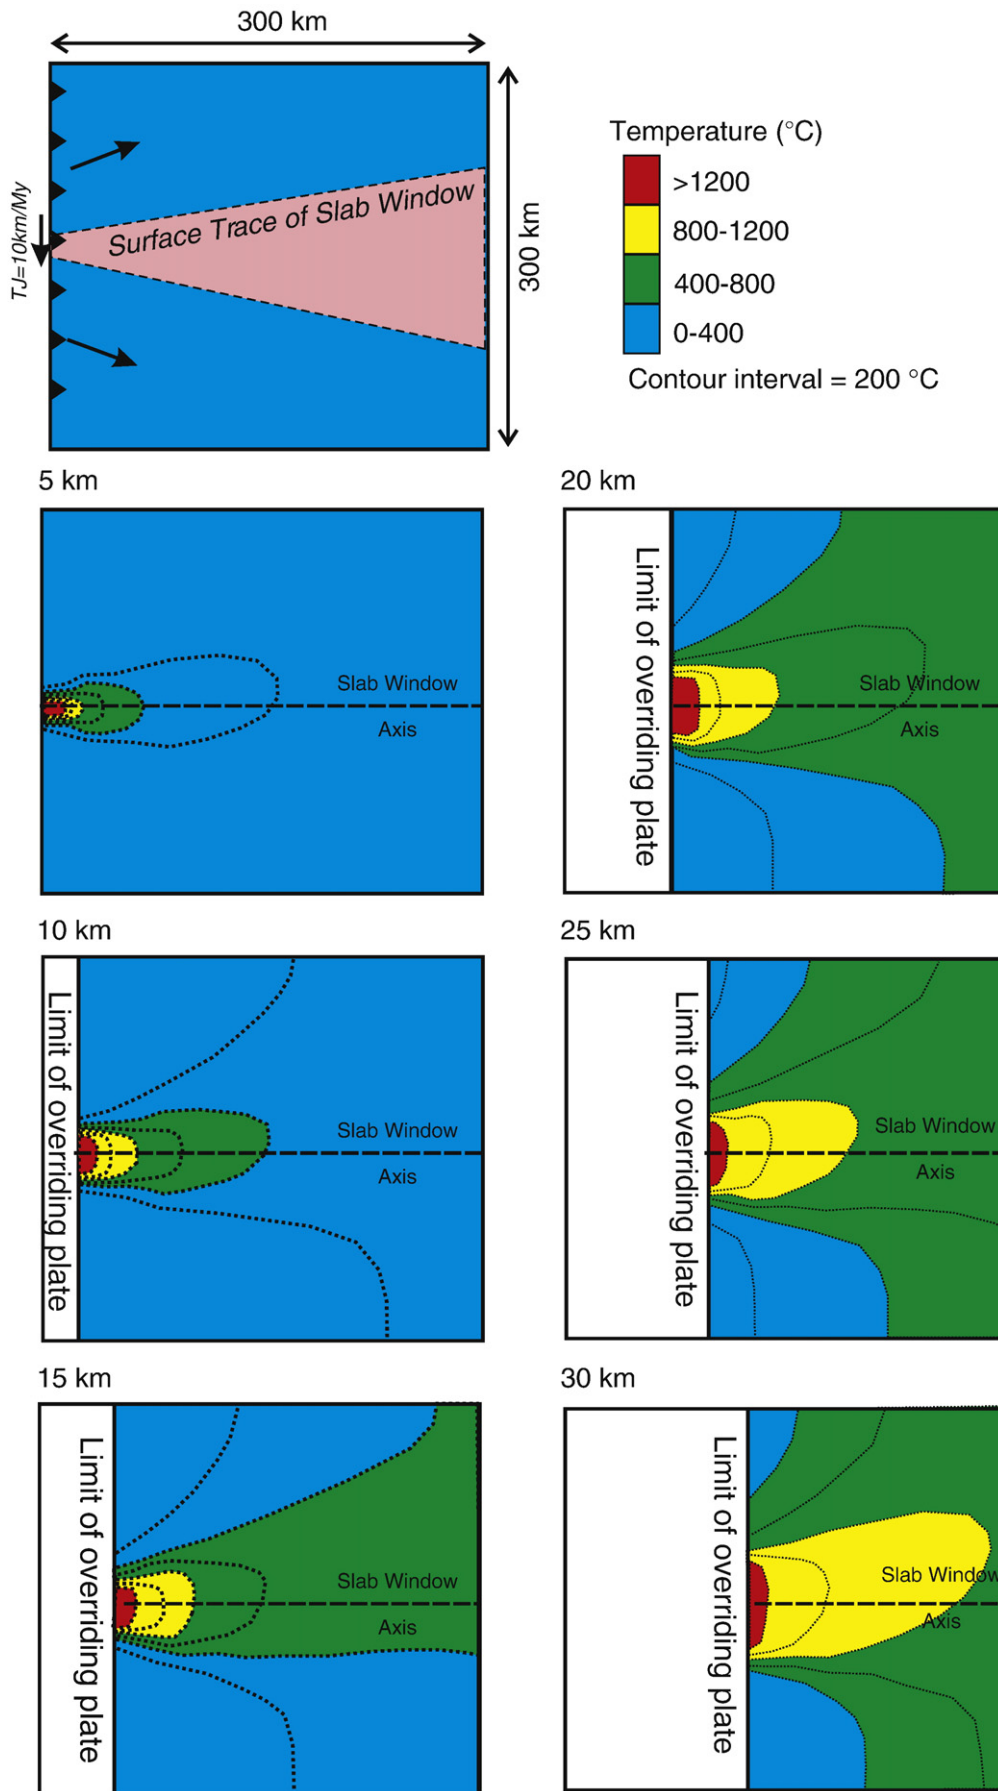 300 km
TJ=10km/My
Surface Trace of Slab Window
300 km
Temperature (°C)
>1200
800-1200
400-800
0-400
Contour interval = 200 °C
5 km
Slab Window
Axis
20 km
Limit of overriding plate
Slab Window
Axis
10 km
Limit of overriding plate
Slab Window
Axis
25 km
Limit of overriding plate
Slab Window
Axis
15 km
Limit of overriding plate
Slab Window
Axis
30 km
Limit of overriding plate
Slab Window
Axis